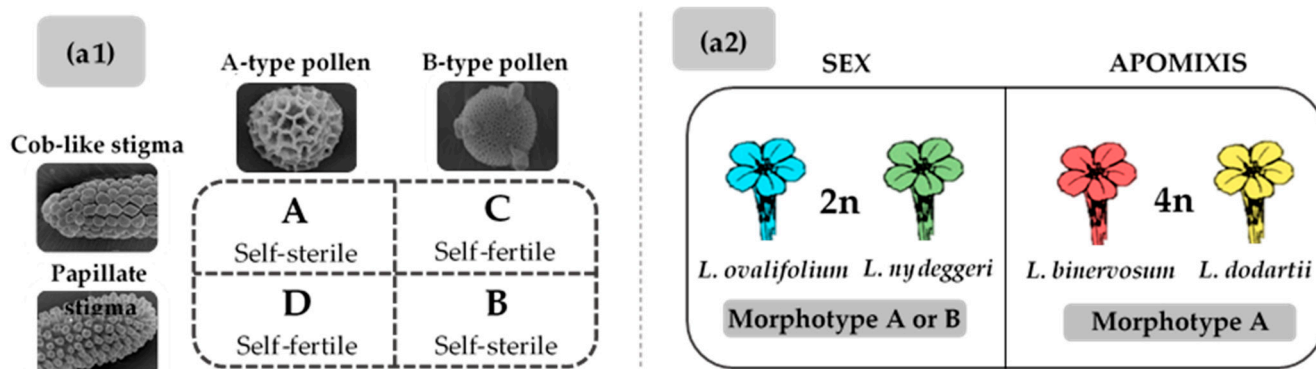 (a1)
A-type pollen
B-type pollen
Cob-like stigma
A
Self-sterile
C
Self-fertile
Papillate
stigma
D
Self-fertile
B
Self-sterile
(a2)
SEX
APOMIXIS
2n
4n
L. ovalifolium
L. nydeggeri
L. binervosum
L. dodartii
Morphotype A or B
Morphotype A